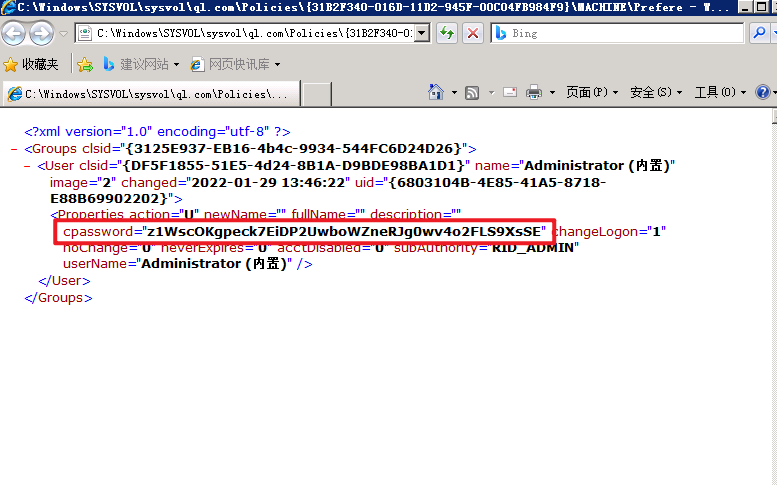 C:\Windows\SYSVOL\sysvol\ql.com\Policies\{31B2F340-016D-11D2-945F-00C04FB984F9}\MACHINE\Prefere - W...
C:\Windows\SYSVOL\sysvol\ql.com\Policies\{31B2F340-01
Bing
收藏夹 建议网站 网页快讯库
C:\Windows\SYSVOL\sysvol\ql.com\Policies\... 页面(P) 安全(S) 工具(O)
<?xml version="1.0" encoding="utf-8" ?>
- <Groups clsid="{3125E937-EB16-4b4c-9934-544FC6D24D26}">
- <User clsid="{DF5F1855-51E5-4d24-8B1A-D9BDE98BA1D1}" name="Administrator (内置)"
image="2" changed="2022-01-29 13:46:22" uid="{6803104B-4E85-41A5-8718-
E88B69902202}">
<Properties action="U" newName="" fullName="" description=""
cpassword="z1WscOKgpeck7EiDP2UwboWZneRJg0wv4o2FLS9XsSE" changeLogon="1"
noChange="0" neverExpires="0" acctDisabled="0" subAuthority="RID_ADMIN"
userName="Administrator (内置)" />
</User>
</Groups>